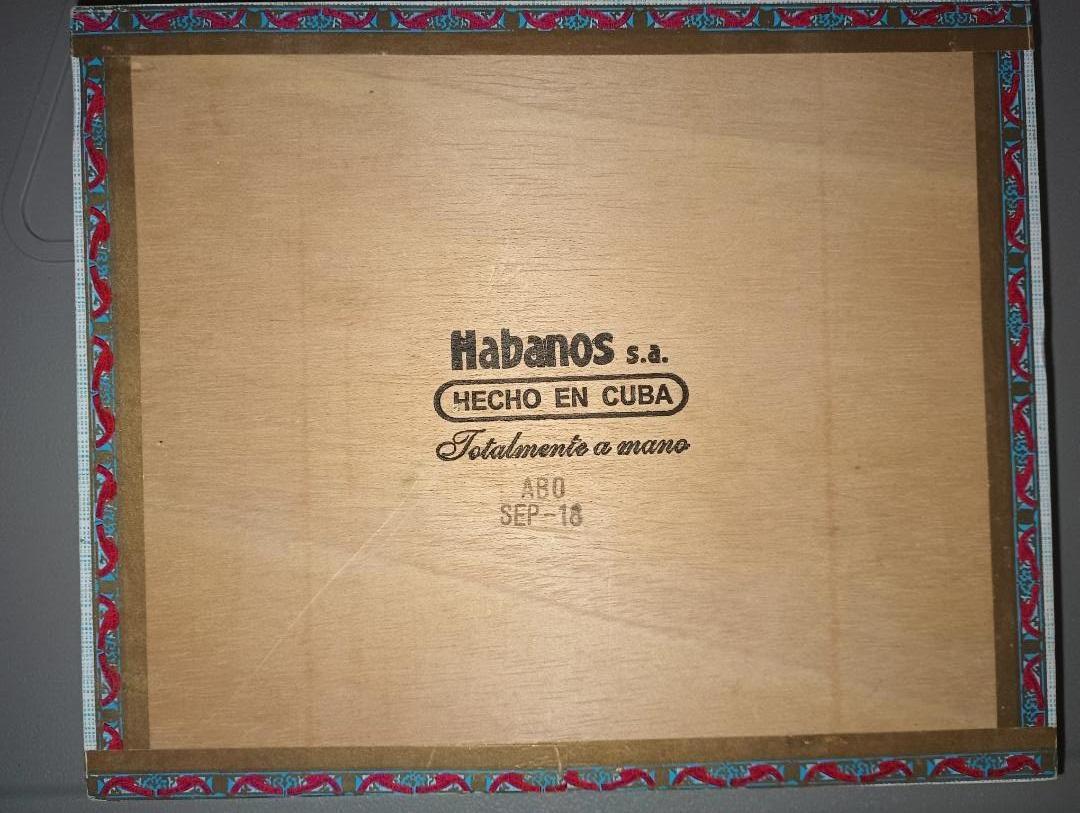 Habanos s.a.
HECHO EN CUBA
Totalmente a mano
ABO
SEP-18